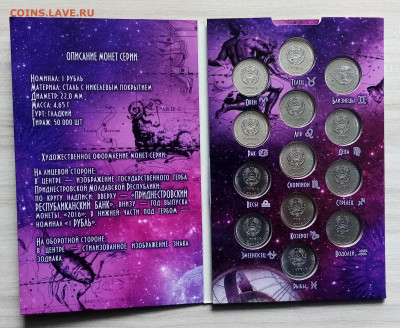 COINS.LAVE.RU
Описание монет серии
Номинал: 1 рубль
Материал: сталь с никелевым покрытием
Диаметр: 22,0 мм
Масса: 4,65 г
Гурт: гладкий
Тираж: 50 000 шт
Художественное оформление монет серии:
На лицевой стороне:
в центре — изображение государственного герба
Приднестровской Молдавской Республики;
по кругу надписи: вверху — «ПРИДНЕСТРОВСКИЙ
РЕСПУБЛИКАНСКИЙ БАНК», внизу — год выпуска
монеты, «2016»; в нижней части под гербом —
номинал «1 рубль».
На оборотной стороне:
в центре — стилизованное изображение знака
зодиака.
Телец
Овен
Близнецы
Лев
Рак
Дева
Скорпион
Весы
Стрелец
Козерог
Змееносец
Водолей
Рыбы